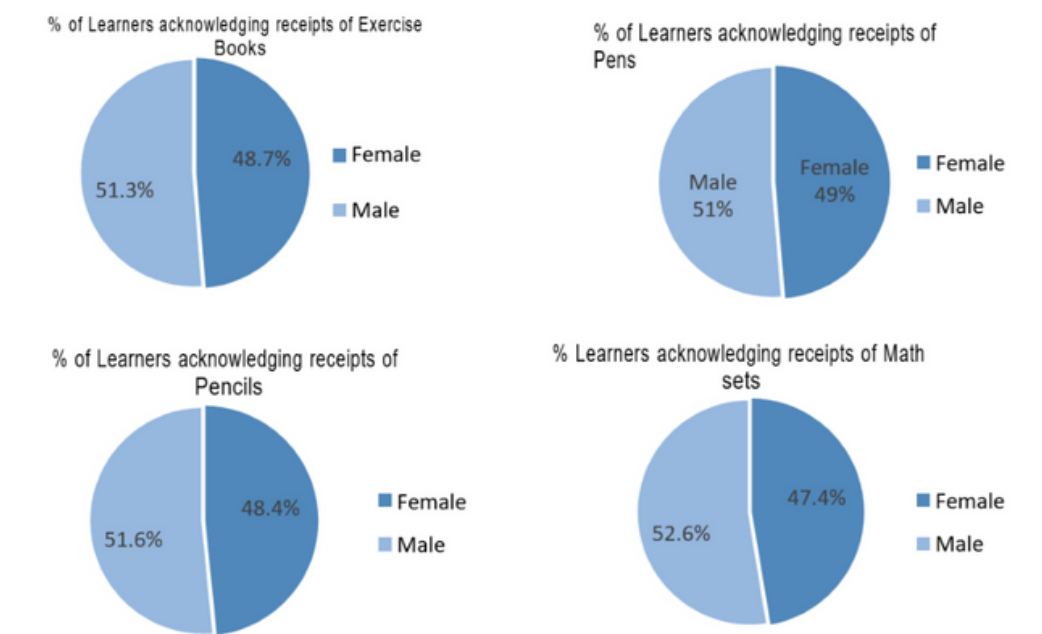 % of Learners acknowledging receipts of Exercise
Books
48.7%
51.3%
Female
Male
% of Learners acknowledging receipts of
Pens
Female
49%
Male
51%
Female
Male
% of Learners acknowledging receipts of
Pencils
48.4%
51.6%
Female
Male
% Learners acknowledging receipts of Math
sets
47.4%
52.6%
Female
Male